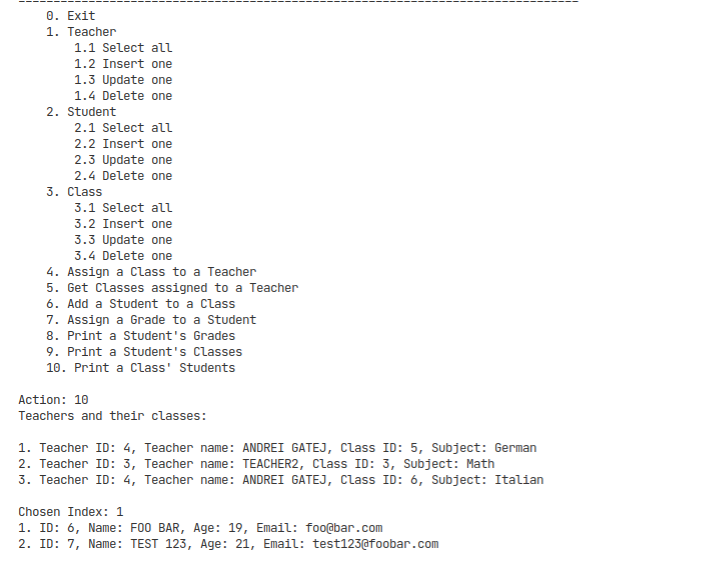 --------------------------------------------------------------------------------
0. Exit
1. Teacher
1.1 Select all
1.2 Insert one
1.3 Update one
1.4 Delete one
2. Student
2.1 Select all
2.2 Insert one
2.3 Update one
2.4 Delete one
3. Class
3.1 Select all
3.2 Insert one
3.3 Update one
3.4 Delete one
4. Assign a Class to a Teacher
5. Get Classes assigned to a Teacher
6. Add a Student to a Class
7. Assign a Grade to a Student
8. Print a Student's Grades
9. Print a Student's Classes
10. Print a Class' Students
Action: 10
Teachers and their classes:
1. Teacher ID: 4, Teacher name: ANDREI GATEJ, Class ID: 5, Subject: German
2. Teacher ID: 3, Teacher name: TEACHER2, Class ID: 3, Subject: Math
3. Teacher ID: 4, Teacher name: ANDREI GATEJ, Class ID: 6, Subject: Italian
Chosen Index: 1
1. ID: 6, Name: FOO BAR, Age: 19, Email: foo@bar.com
2. ID: 7, Name: TEST 123, Age: 21, Email: test123@foobar.com